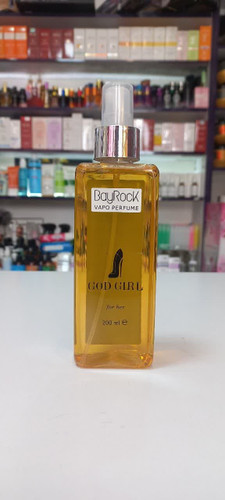 BayRocK
VAPO PERFUME
GOD GIRL
200 ml ℮